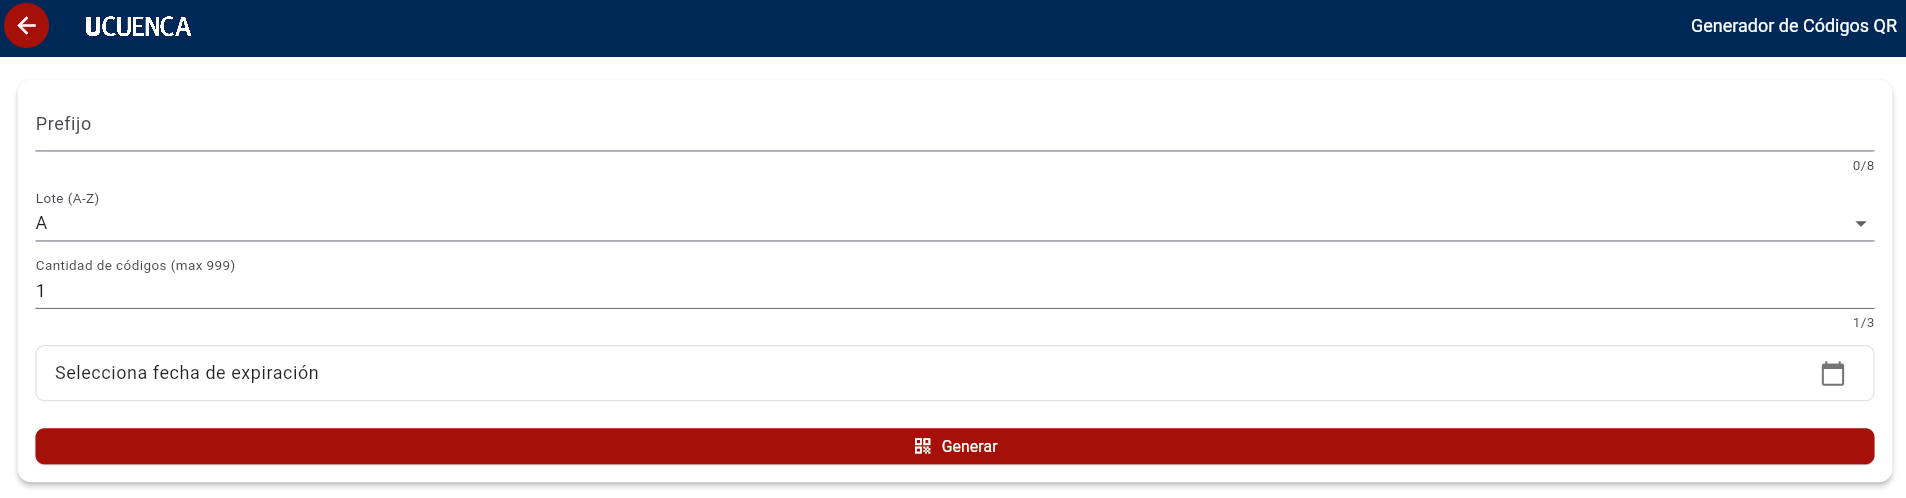 UCUENCA
Generador de Códigos QR
Prefijo
0/8
Lote (A-Z)
A
Cantidad de códigos (max 999)
1
1/3
Selecciona fecha de expiración
Generar